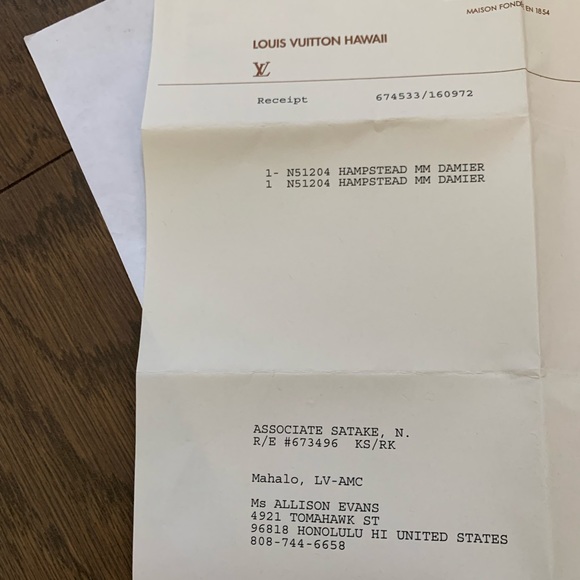 MAISON FONDÉE EN 1854
LOUIS VUITTON HAWAII
LV
Receipt 674533/160972
1- N51204 HAMPSTEAD MM DAMIER
1 N51204 HAMPSTEAD MM DAMIER
ASSOCIATE SATAKE, N.
R/E #673496 KS/RK
Mahalo, LV-AMC
Ms ALLISON EVANS
4921 TOMAHAWK ST
96818 HONOLULU HI UNITED STATES
808-744-6658